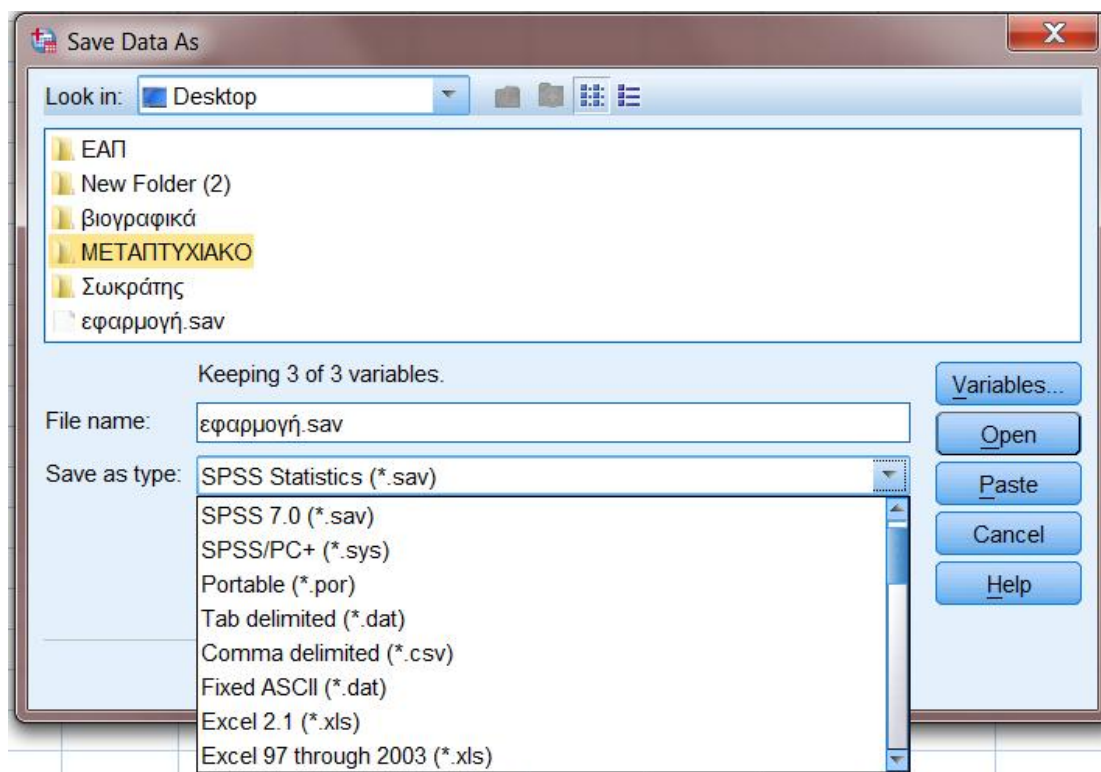 Save Data As
Look in: Desktop
ΕΑΠ
New Folder (2)
βιογραφικά
ΜΕΤΑΠΤΥΧΙΑΚΟ
Σωκράτης
εφαρμογή.sav
Keeping 3 of 3 variables.
Variables...
File name: εφαρμογή.sav
Open
Save as type: SPSS Statistics (*.sav)
Paste
SPSS 7.0 (*.sav)
Cancel
SPSS/PC+ (*.sys)
Portable (*.por)
Help
Tab delimited (*.dat)
Comma delimited (*.csv)
Fixed ASCII (*.dat)
Excel 2.1 (*.xls)
Excel 97 through 2003 (*.xls)